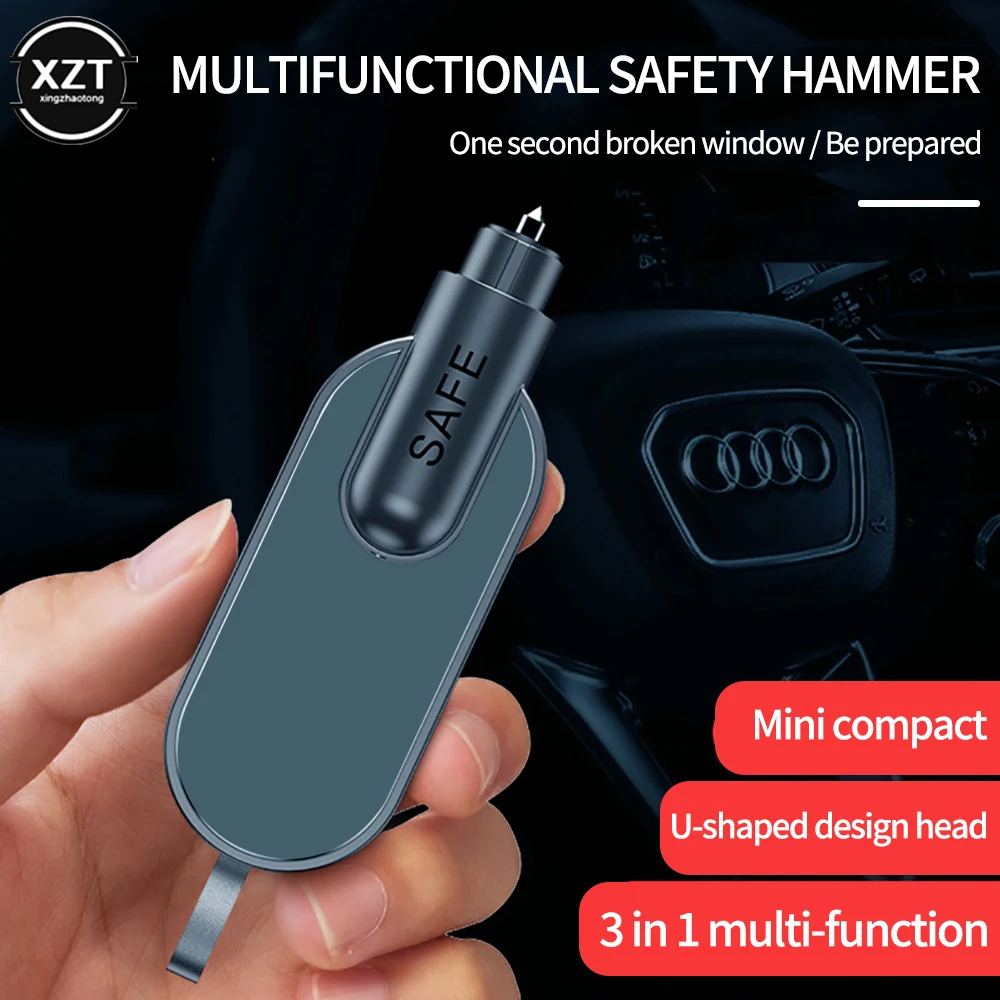 XZT
xingzhaotong
MULTIFUNCTIONAL SAFETY HAMMER
One second broken window / Be prepared
SAFE
Mini compact
U-shaped design head
3 in 1 multi-function